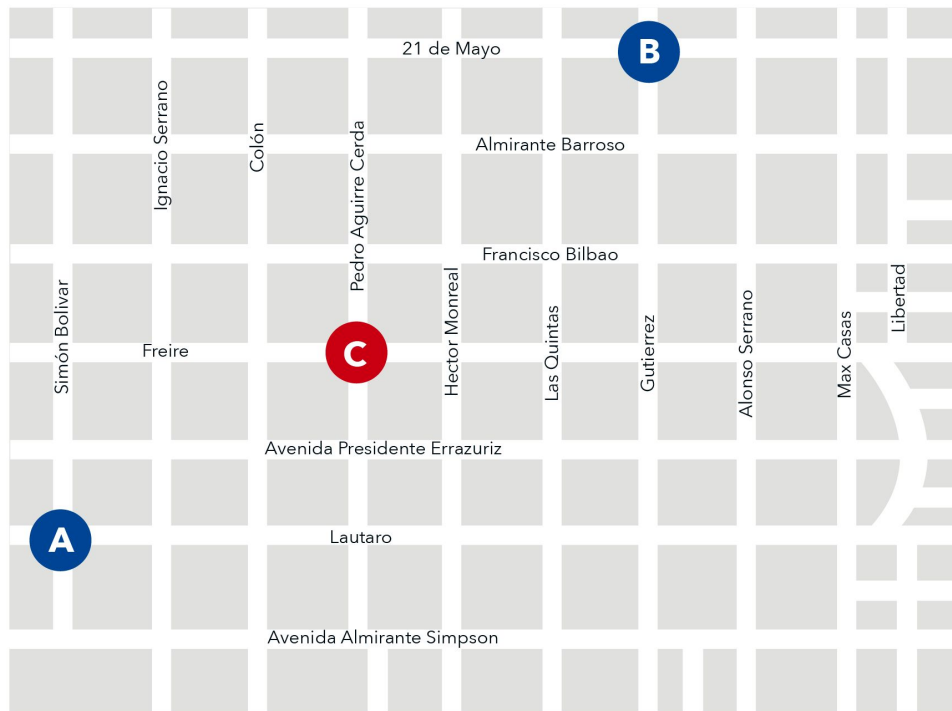 21 de Mayo
B
Almirante Barroso
Ignacio Serrano
Colón
Pedro Aguirre Cerda
Francisco Bilbao
Simón Bolivar
Freire
C
Hector Monreal
Las Quintas
Gutierrez
Alonso Serrano
Max Casas
Libertad
Avenida Presidente Errazuriz
A
Lautaro
Avenida Almirante Simpson